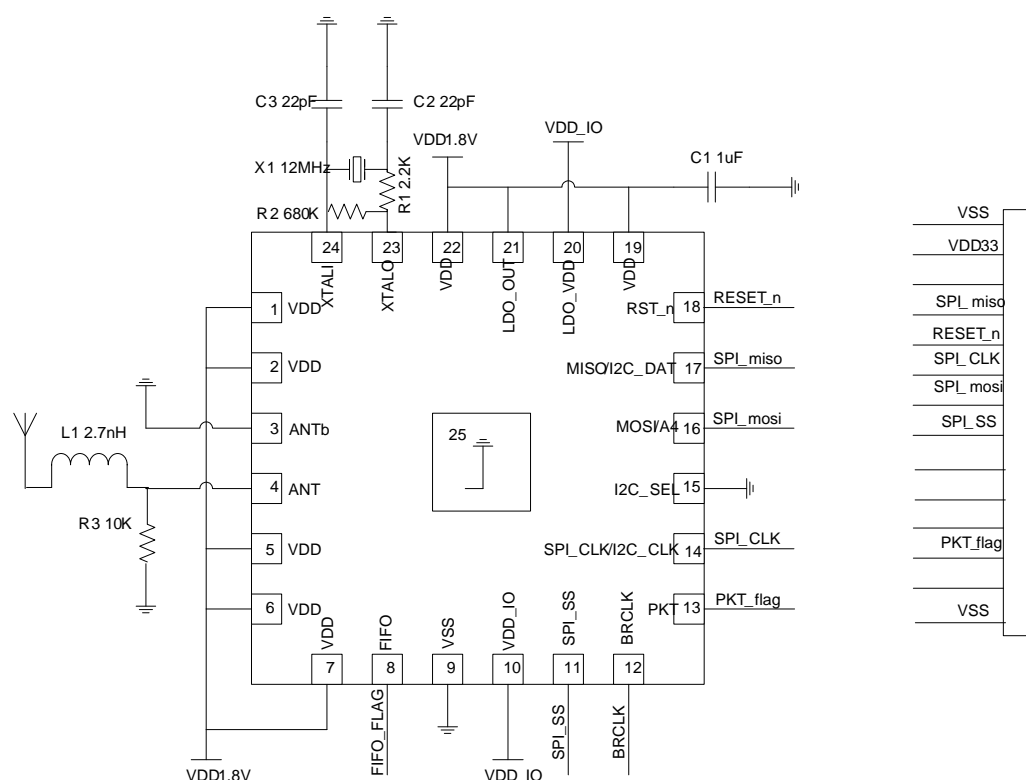 C3 22pF
C2 22pF
VDD1.8V
VDD_IO
C1 1uF
X1 12MHz
R1 2.2K
R2 680K
24
23
22
21
20
19
XTALI
XTALO
VDD
LDO_OUT
LDO_VDD
VDD
1 VDD
2 VDD
3 ANTb
4 ANT
5 VDD
6 VDD
L1 2.7nH
R3 10K
25
RST_n 18 RESET_n
MISO/I2C_DAT 17 SPI_miso
MOSI/A4 16 SPI_mosi
I2C_SEL 15
SPI_CLK/I2C_CLK 14 SPI_CLK
PKT 13 PKT_flag
VDD
FIFO
VSS
VDD_IO
SPI_SS
BRCLK
7
8
9
10
11
12
FIFO_FLAG
SPI_SS
BRCLK
VDD1.8V
VDD_IO
VSS
VDD33
SPI_miso
RESET_n
SPI_CLK
SPI_mosi
SPI_SS
PKT_flag
VSS